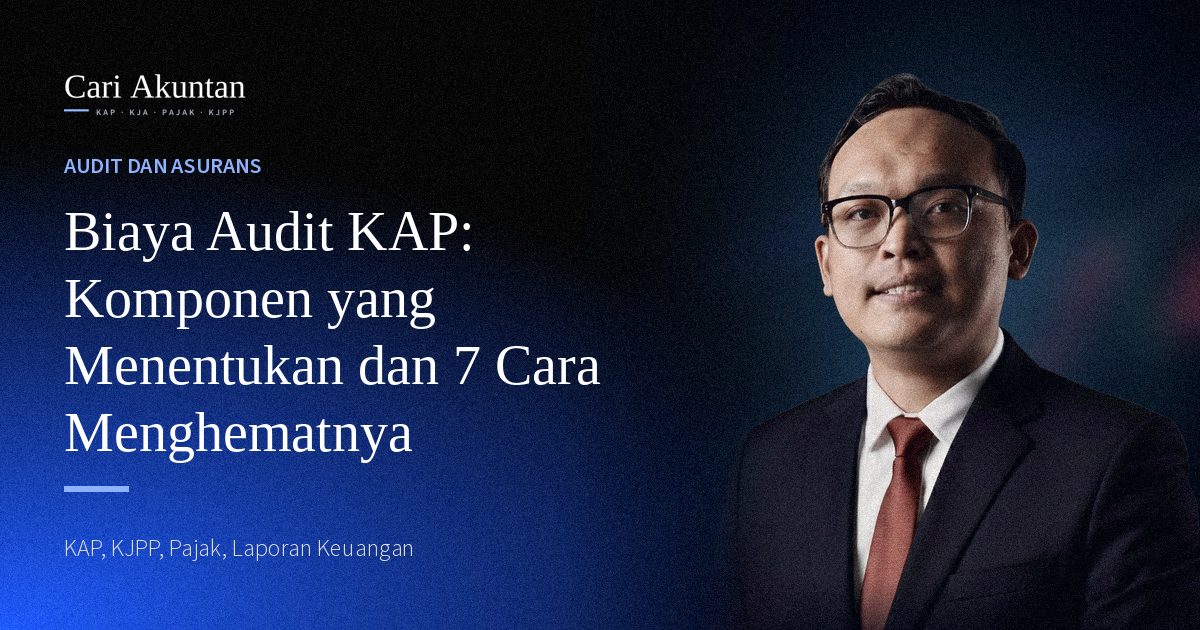 Cari Akuntan
KAP · KJA · PAJAK · KJPP
AUDIT DAN ASURANS
Biaya Audit KAP:
Komponen yang
Menentukan dan 7 Cara
Menghematnya
KAP, KJPP, Pajak, Laporan Keuangan